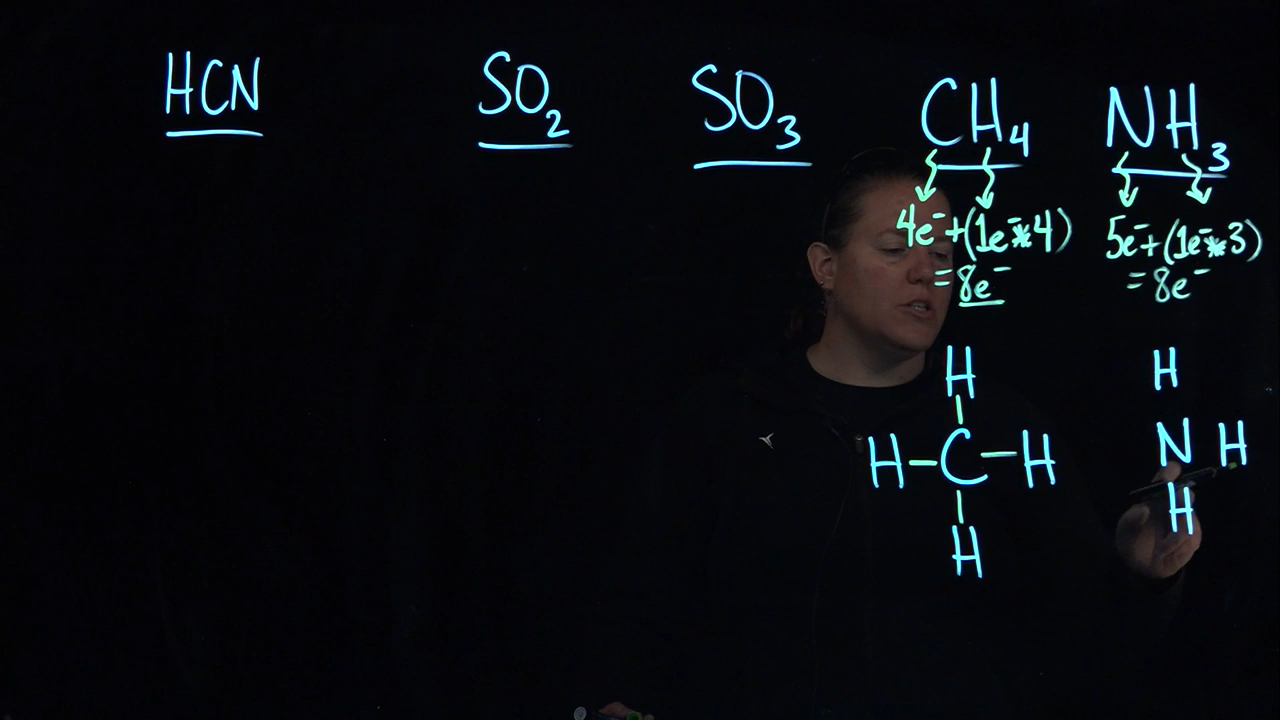 HCN
SO₂
SO₃
CH₄
4e⁻+(1e⁻*4)
=8e⁻
H
H-C-H
H
NH₃
5e⁻+(1e⁻*3)
=8e⁻
H
N H
H